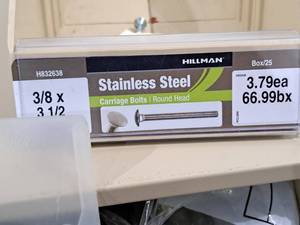 HILLMAN
H832638
Box/25
Stainless Steel
3/8 x
3 1/2
Carriage Bolts | Round Head
3.79ea
66.99bx